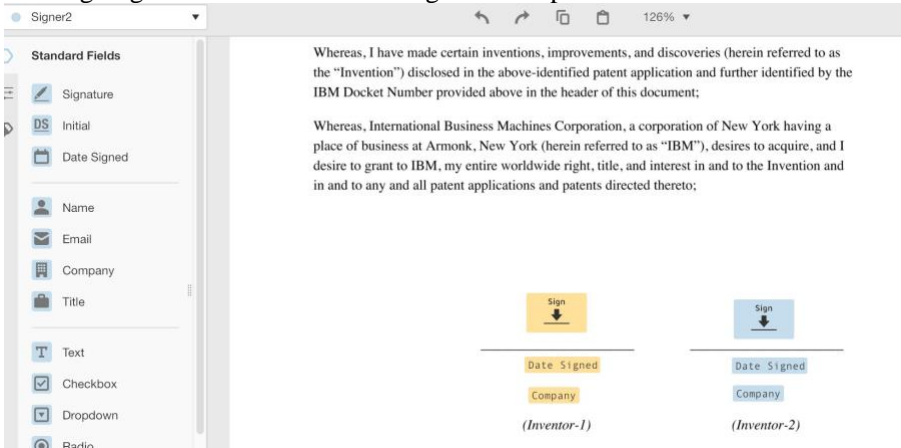 Signer2
126%
Standard Fields
Signature
DS Initial
Date Signed
Name
Email
Company
Title
T Text
Checkbox
Dropdown
Radio
Whereas, I have made certain inventions, improvements, and discoveries (herein referred to as
the “Invention”) disclosed in the above-identified patent application and further identified by the
IBM Docket Number provided above in the header of this document;
Whereas, International Business Machines Corporation, a corporation of New York having a
place of business at Armonk, New York (herein referred to as “IBM”), desires to acquire, and I
desire to grant to IBM, my entire worldwide right, title, and interest in and to the Invention and
in and to any and all patent applications and patents directed thereto;
Sign Sign
Date Signed Date Signed
Company Company
(Inventor-1) (Inventor-2)